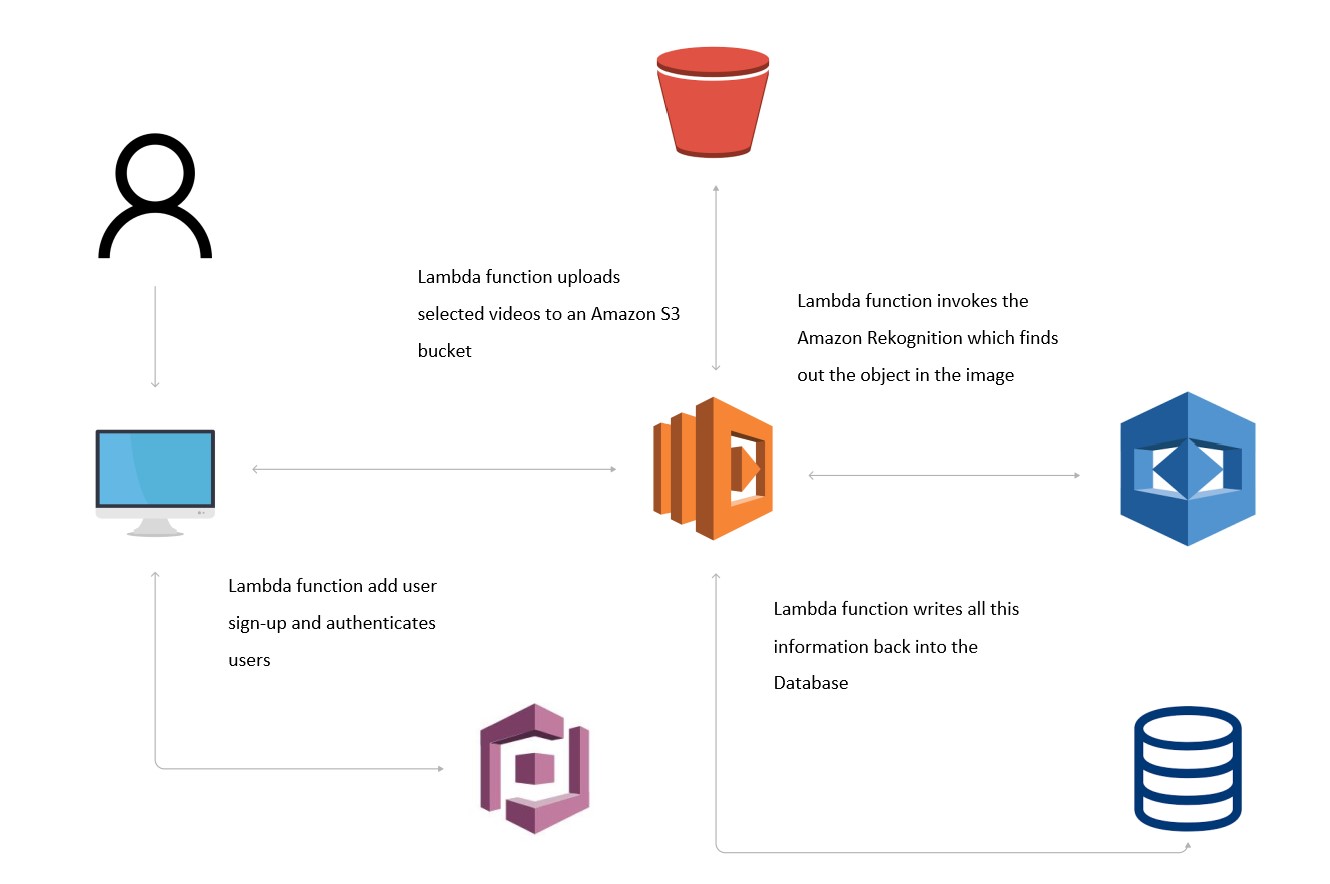 Lambda function uploads
selected videos to an Amazon S3
bucket
Lambda function invokes the
Amazon Rekognition which finds
out the object in the image
Lambda function add user
sign-up and authenticates
users
Lambda function writes all this
information back into the
Database